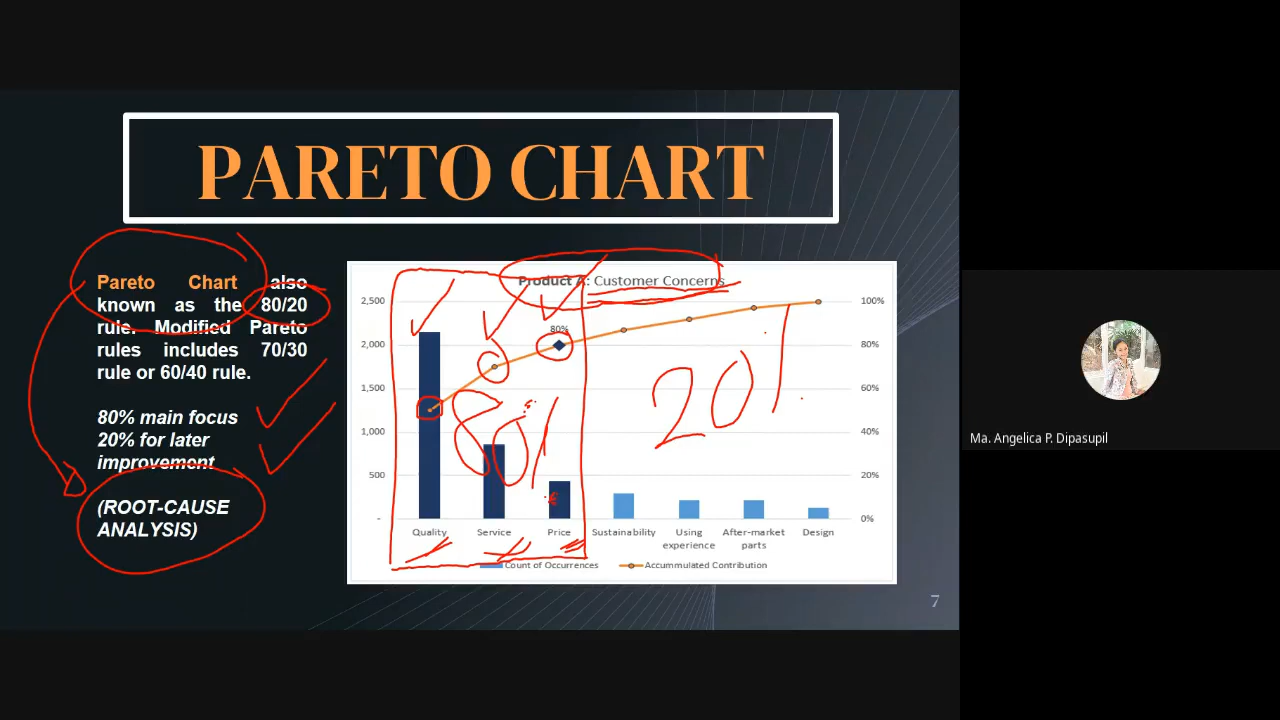 PARETO CHART
Pareto Chart also
known as the 80/20
rule. Modified Pareto
rules includes 70/30
rule or 60/40 rule.
80% main focus
20% for later
improvement
(ROOT-CAUSE
ANALYSIS)
Product A: Customer Concerns
2,500
2,000
1,500
1,000
500
-
100%
80%
60%
40%
20%
0%
80%
80%
20
Quality
Service
Price
Sustainability
Using
experience
After-market
parts
Design
Count of Occurrences
Accummulated Contribution
7
Ma. Angelica P. Dipasupil